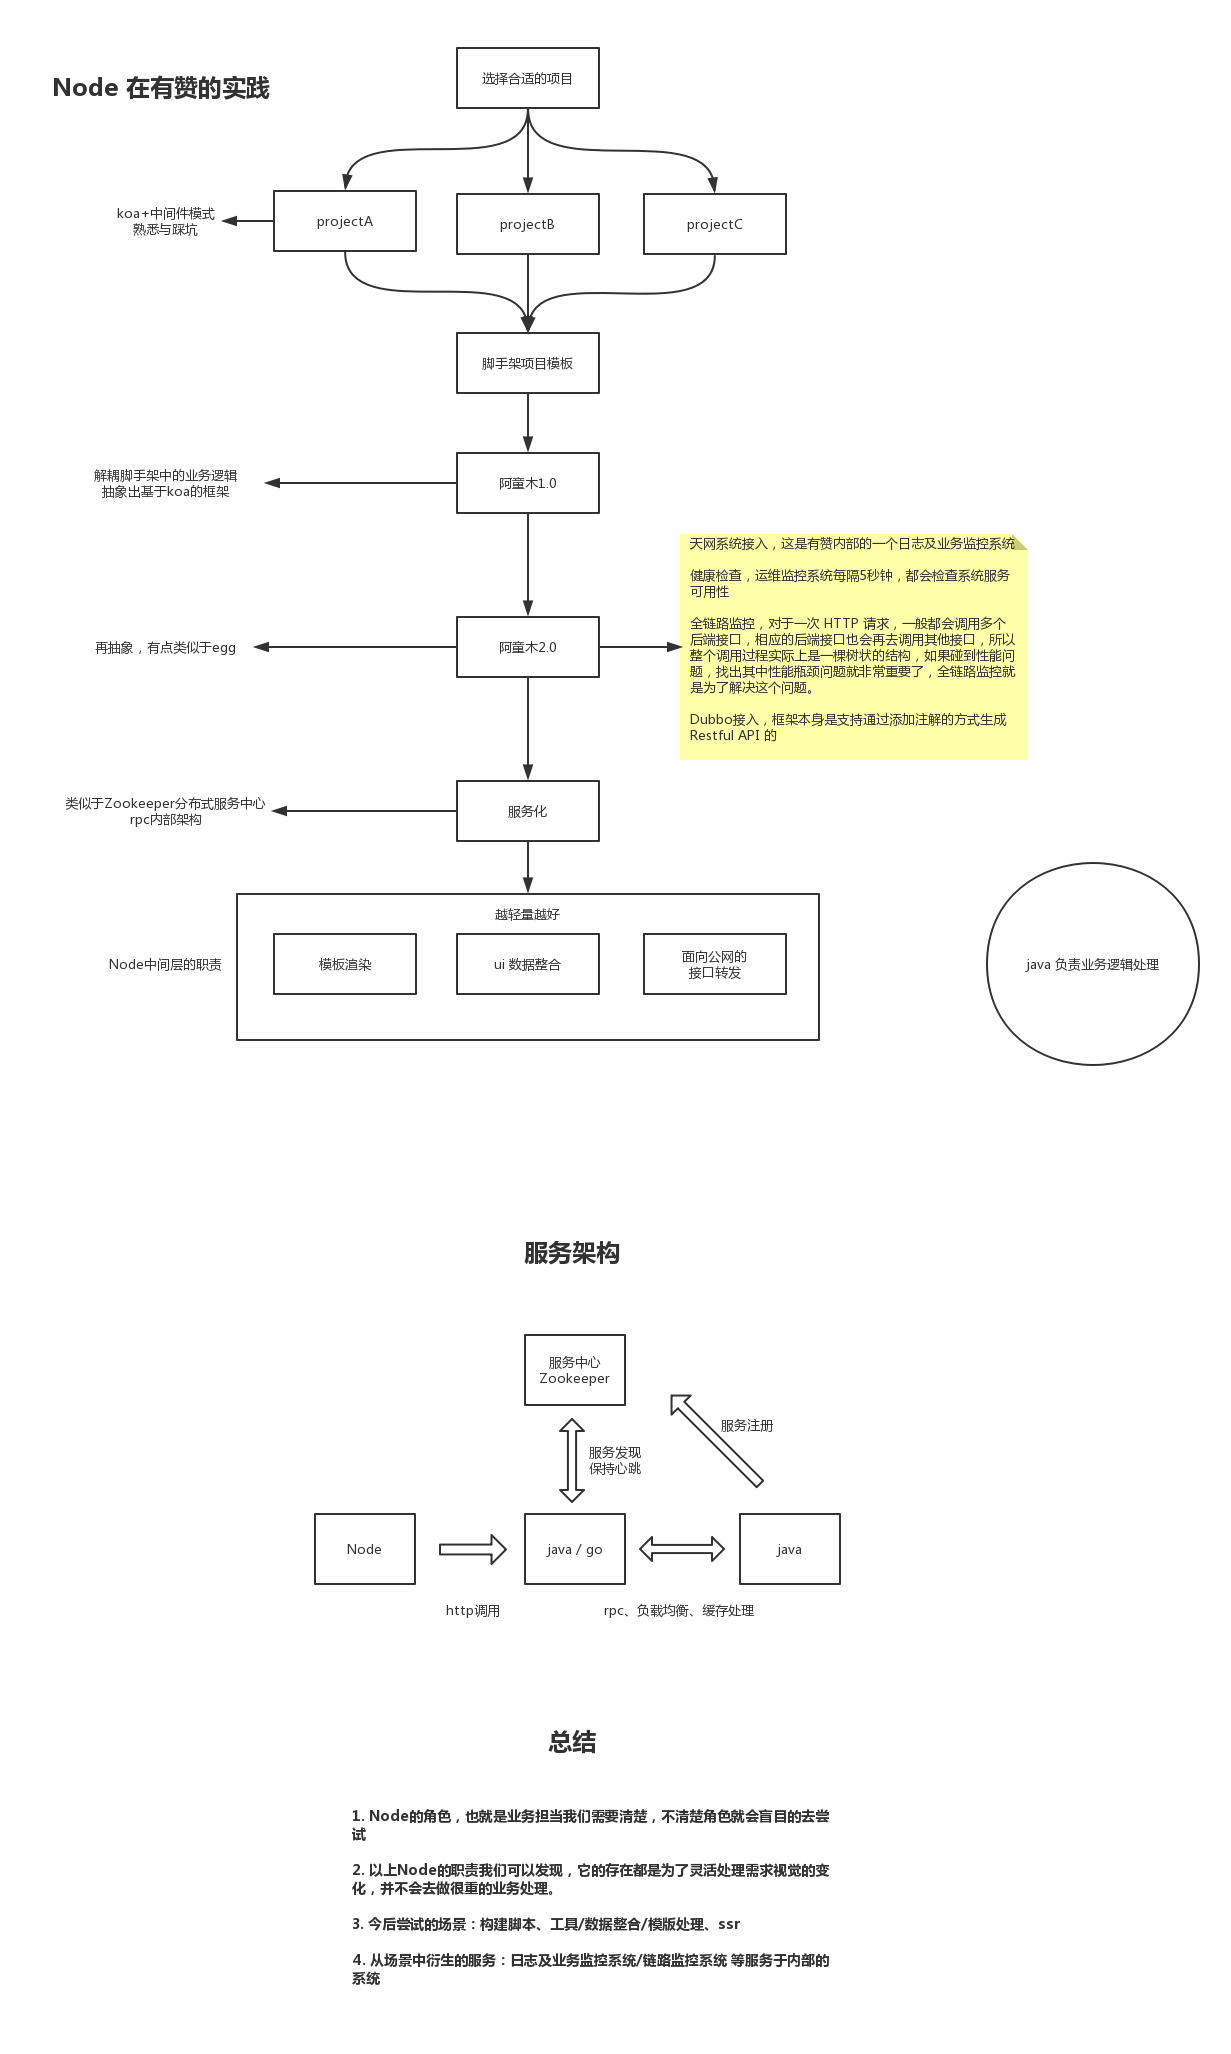 Node 在有赞的实践
选择合适的项目
koa+中间件模式
熟悉与踩坑
projectA
projectB
projectC
脚手架项目模板
解耦脚手架中的业务逻辑
抽象出基于koa的框架
阿童木1.0
再抽象，有点类似于egg
阿童木2.0
天网系统接入，这是有赞内部的一个日志及业务监控系统
健康检查，运维监控系统每隔5秒钟，都会检查系统服务
可用性
全链路监控，对于一次 HTTP 请求，一般都会调用多个
后端接口，相应的后端接口也会再去调用其他接口，所以
整个调用过程实际上是一棵树状的结构，如果碰到性能问
题，找出其中性能瓶颈问题就非常重要了，全链路监控就
是为了解决这个问题。
Dubbo接入，框架本身是支持通过添加注解的方式生成
Restful API 的
类似于Zookeeper分布式服务中心
rpc内部架构
服务化
Node中间层的职责
越轻量越好
模板渲染
ui 数据整合
面向公网的
接口转发
java 负责业务逻辑处理
服务架构
服务中心
Zookeeper
服务注册
服务发现
保持心跳
Node
java / go
java
http调用
rpc、负载均衡、缓存处理
总结
1. Node的角色，也就是业务担当我们需要清楚，不清楚角色就会盲目的去尝
试
2. 以上Node的职责我们可以发现，它的存在都是为了灵活处理需求视觉的变
化，并不会去做很重的业务处理。
3. 今后尝试的场景：构建脚本、工具/数据整合/模版处理、ssr
4. 从场景中衍生的服务：日志及业务监控系统/链路监控系统 等服务于内部的
系统